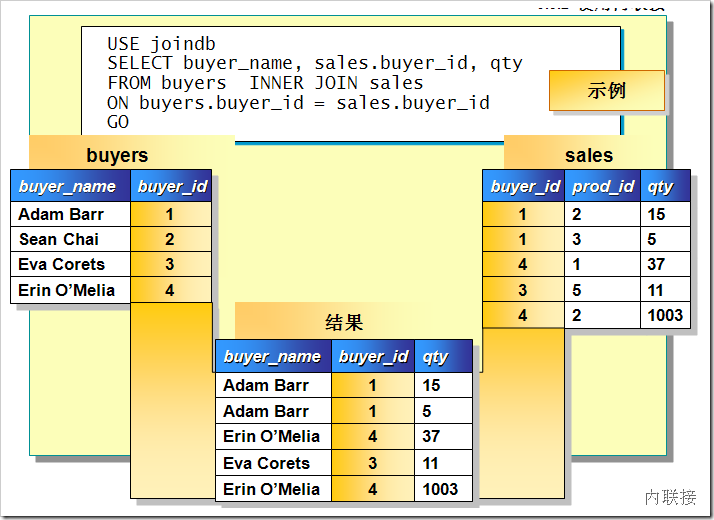 USE joindb
SELECT buyer_name, sales.buyer_id, qty
FROM buyers INNER JOIN sales
ON buyers.buyer_id = sales.buyer_id
GO
示例
buyers
buyer_name buyer_id
Adam Barr 1
Sean Chai 2
Eva Corets 3
Erin O’Melia 4
sales
buyer_id prod_id qty
1 2 15
1 3 5
4 1 37
3 5 11
4 2 1003
结果
buyer_name buyer_id qty
Adam Barr 1 15
Adam Barr 1 5
Erin O’Melia 4 37
Eva Corets 3 11
Erin O’Melia 4 1003
内联接